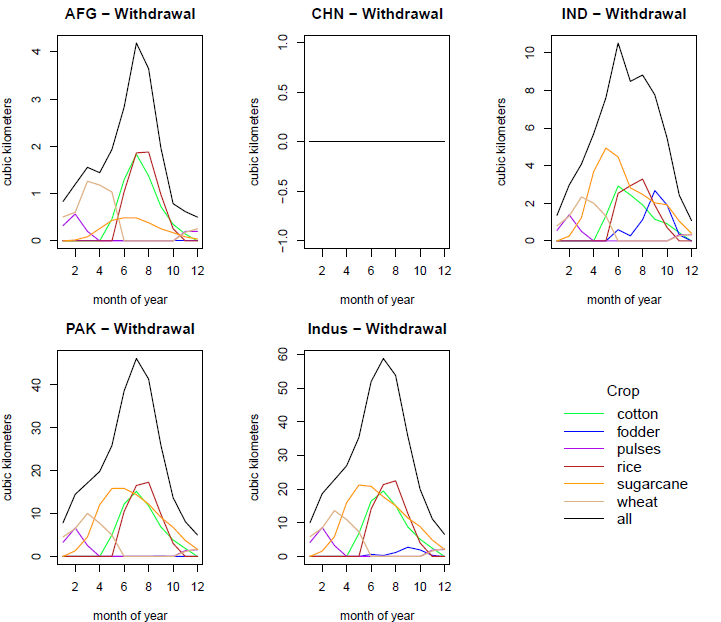 AFG − Withdrawal
cubic kilometers
0 1 2 3 4
2 4 6 8 10 12
month of year
CHN − Withdrawal
cubic kilometers
−1.0 −0.5 0.0 0.5 1.0
2 4 6 8 10 12
month of year
IND − Withdrawal
cubic kilometers
0 2 4 6 8 10
2 4 6 8 10 12
month of year
PAK − Withdrawal
cubic kilometers
0 10 20 30 40
2 4 6 8 10 12
month of year
Indus − Withdrawal
cubic kilometers
0 10 20 30 40 50 60
2 4 6 8 10 12
month of year
Crop
cotton
fodder
pulses
rice
sugarcane
wheat
all